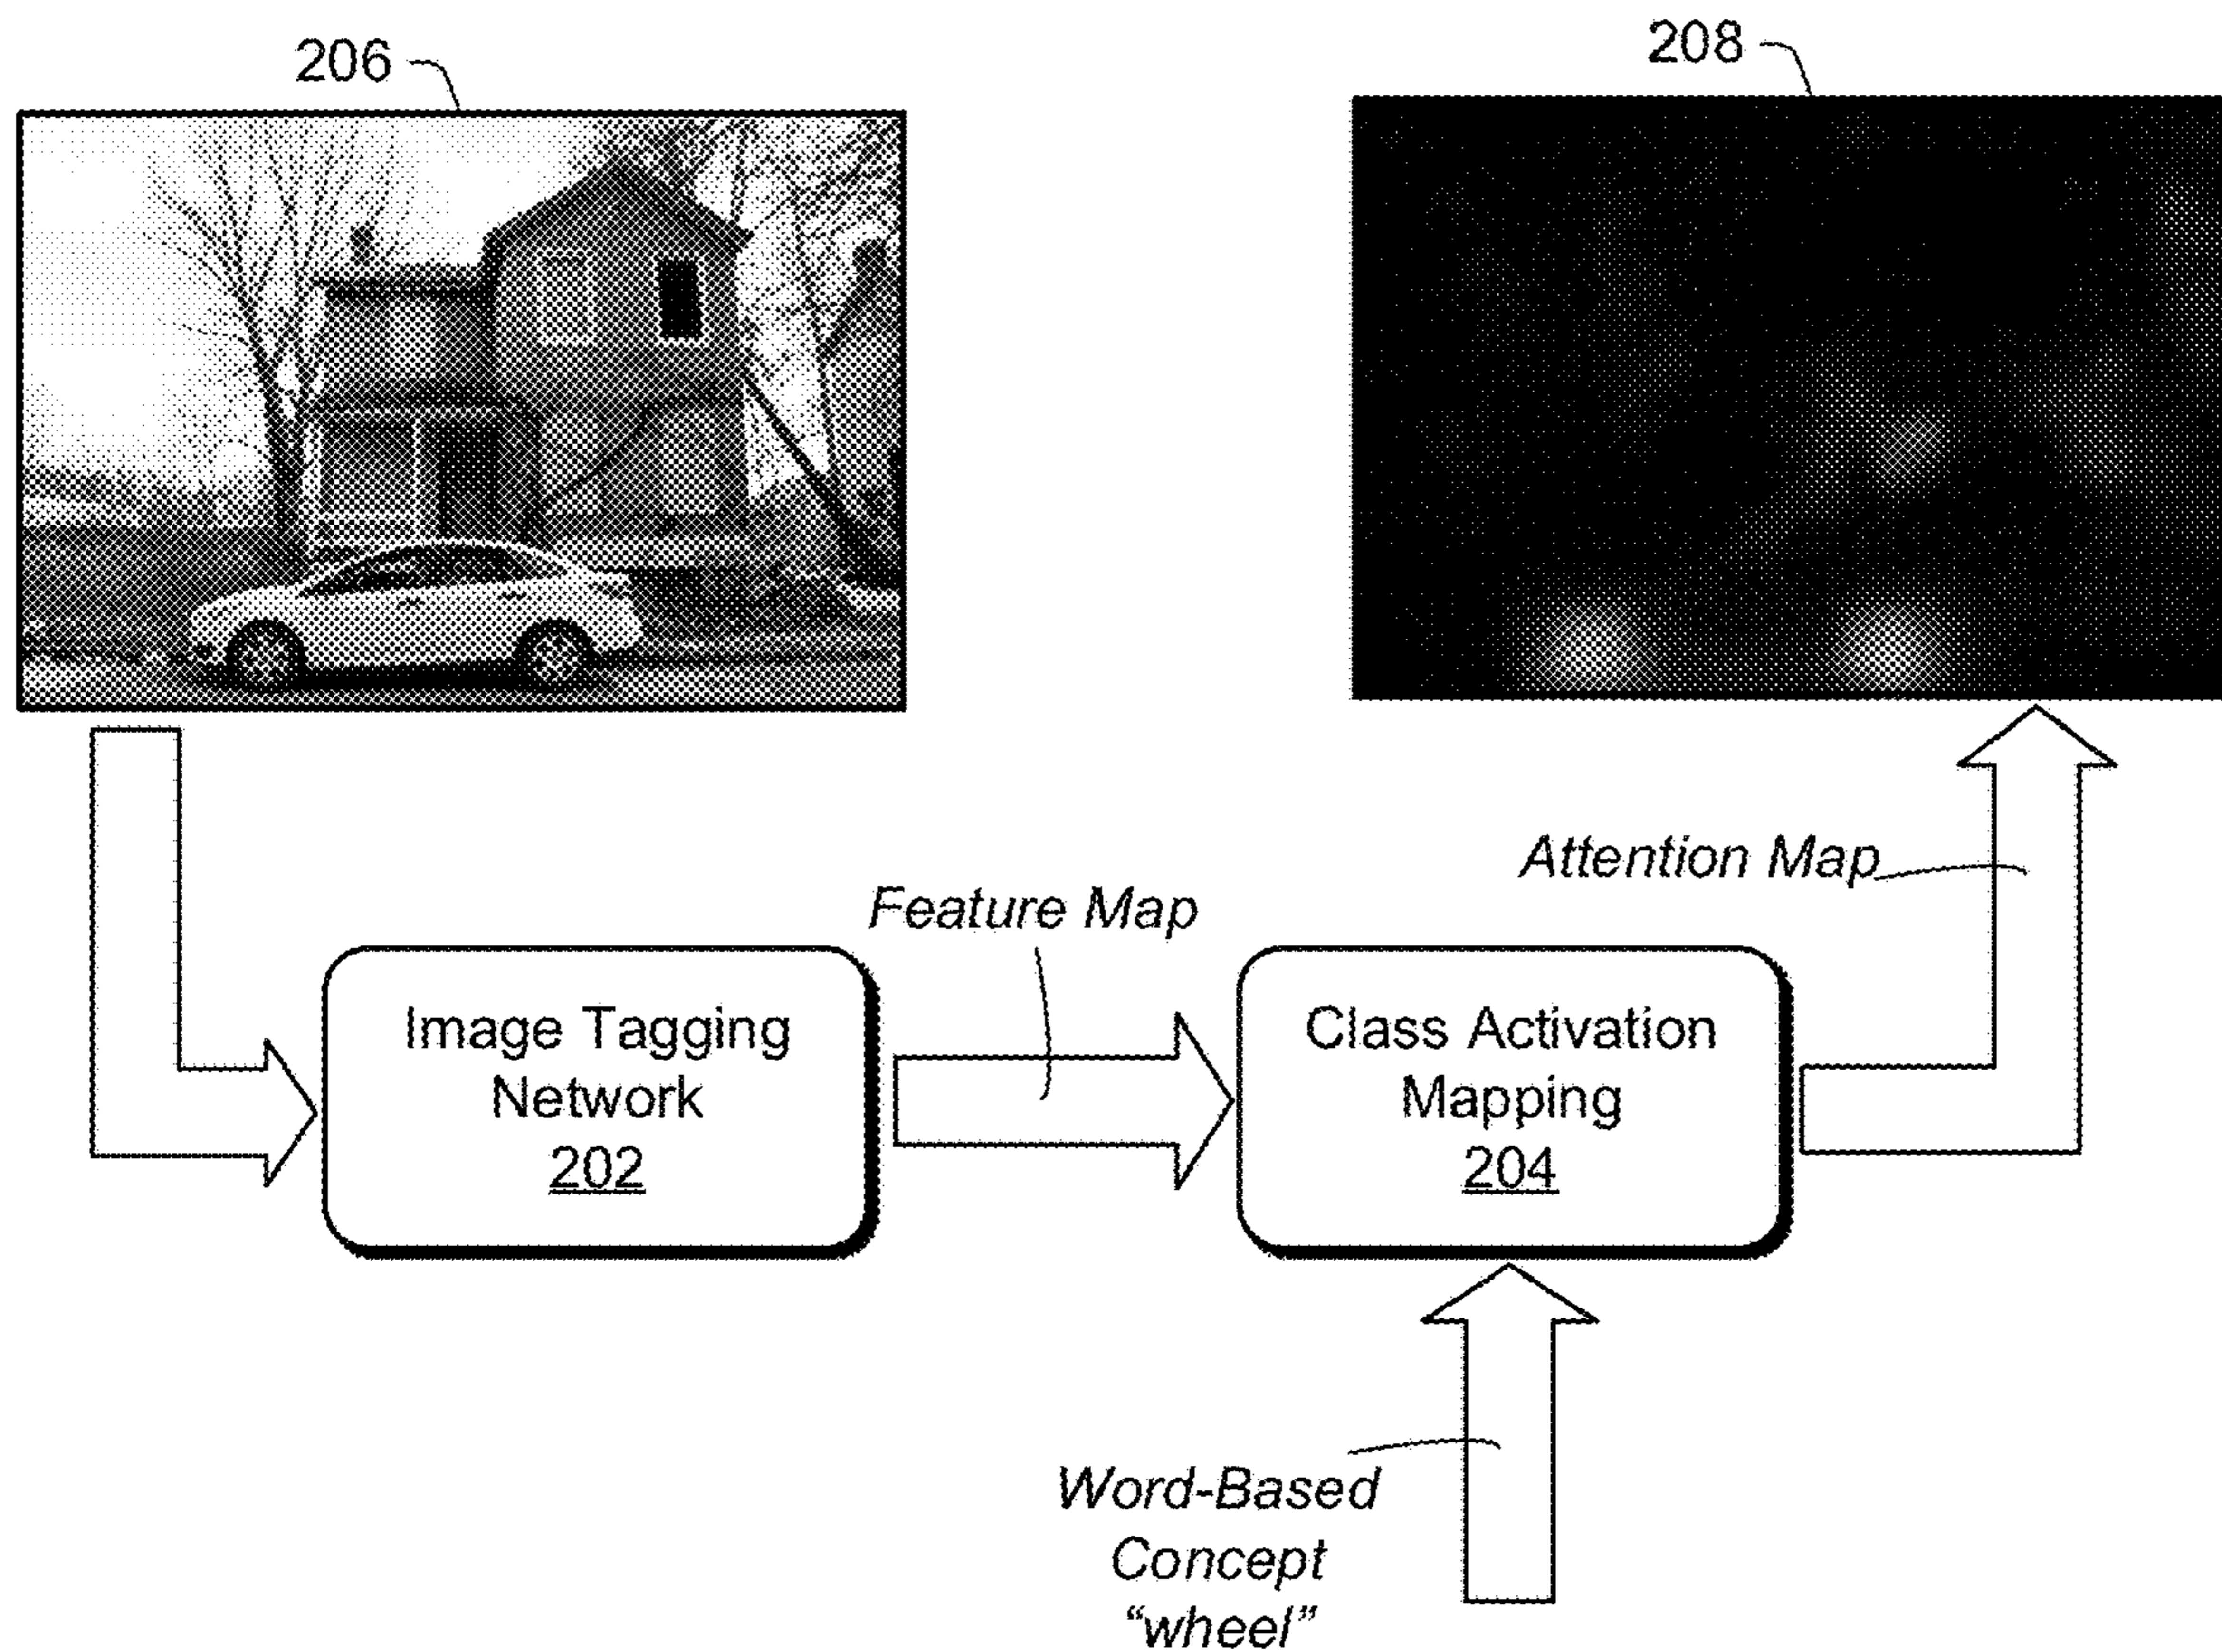 206
208
Attention Map
Feature Map
Image Tagging
Network
202
Class Activation
Mapping
204
Word-Based
Concept
“wheel”